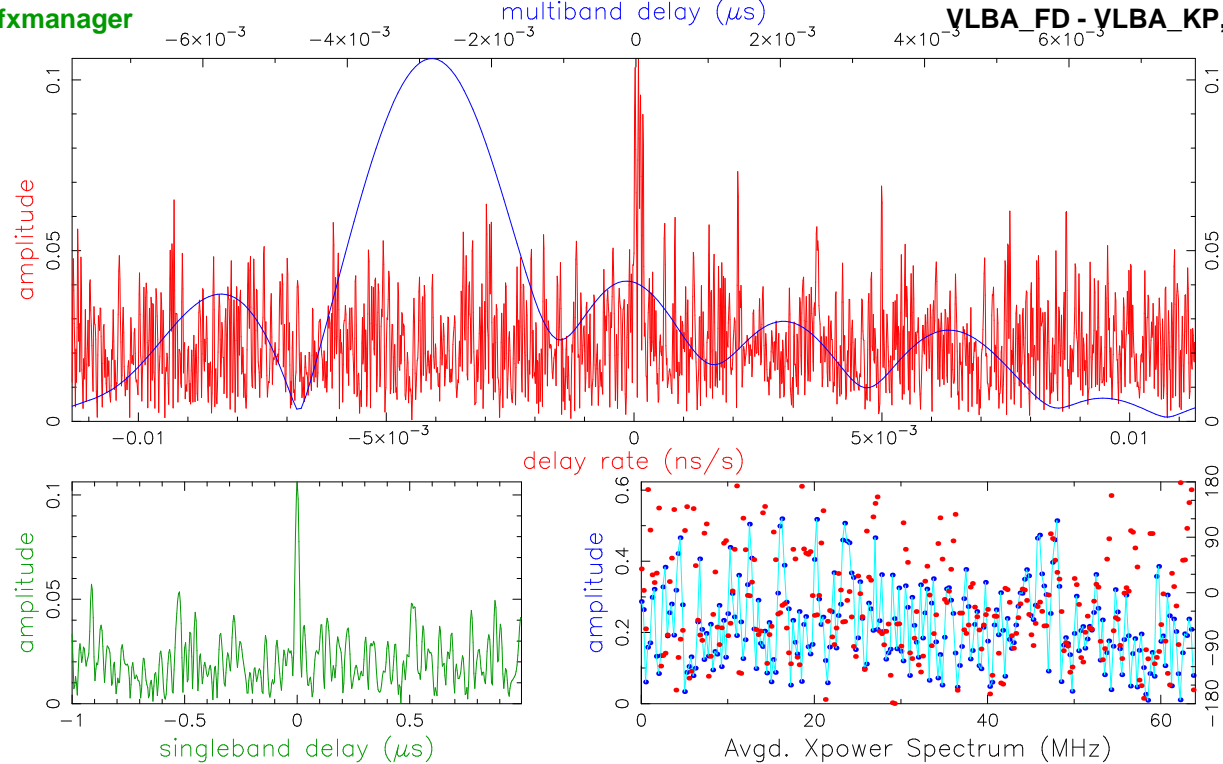 fxmanager
multiband delay (μs)
VLBA_FD - VLBA_KP,
−6×10−3 −4×10−3 −2×10−3 0 2×10−3 4×10−3 6×10−3
amplitude
0 0.05 0.1
0 0.05 0.1
−0.01 −5×10−3 0 5×10−3 0.01
delay rate (ns/s)
amplitude
0 0.05 0.1
−1 −0.5 0 0.5
singleband delay (μs)
amplitude
0 0.2 0.4 0.6
−180 −90 0 90 180
0 20 40 60
Avgd. Xpower Spectrum (MHz)